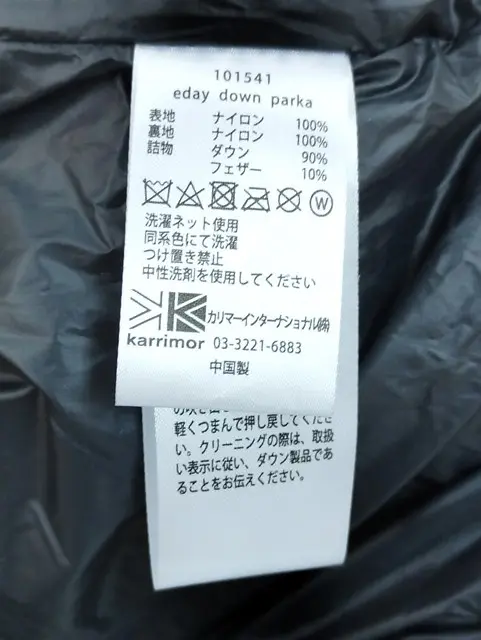 101541
eday down parka
表地 ナイロン 100%
裏地 ナイロン 100%
詰物 ダウン 90%
フェザー 10%
W
洗濯ネット使用
同系色にて洗濯
つけ置き禁止
中性洗剤を使用してください
カリマーインターナショナル㈱
karrimor 03-3221-6883
中国製
軽くつまんで押し戻してくださ
い。クリーニングの際は、取扱
い表示に従い、ダウン製品であ
ることをお伝えください。